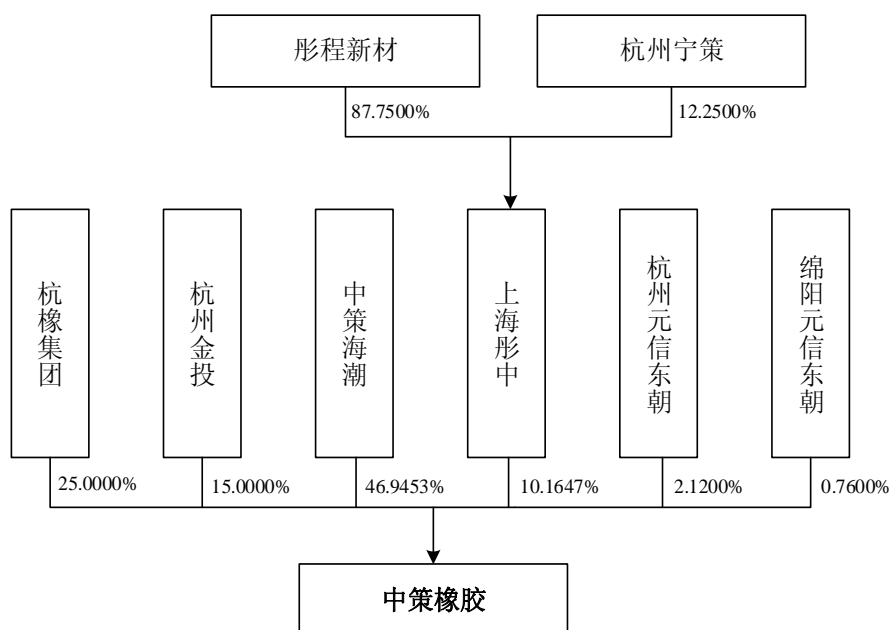 彤程新材
杭州宁策
87.7500%
12.2500%
杭橡集团
杭州金投
中策海潮
上海彤中
杭州元信东朝
绵阳元信东朝
25.0000%
15.0000%
46.9453%
10.1647%
2.1200%
0.7600%
中策橡胶